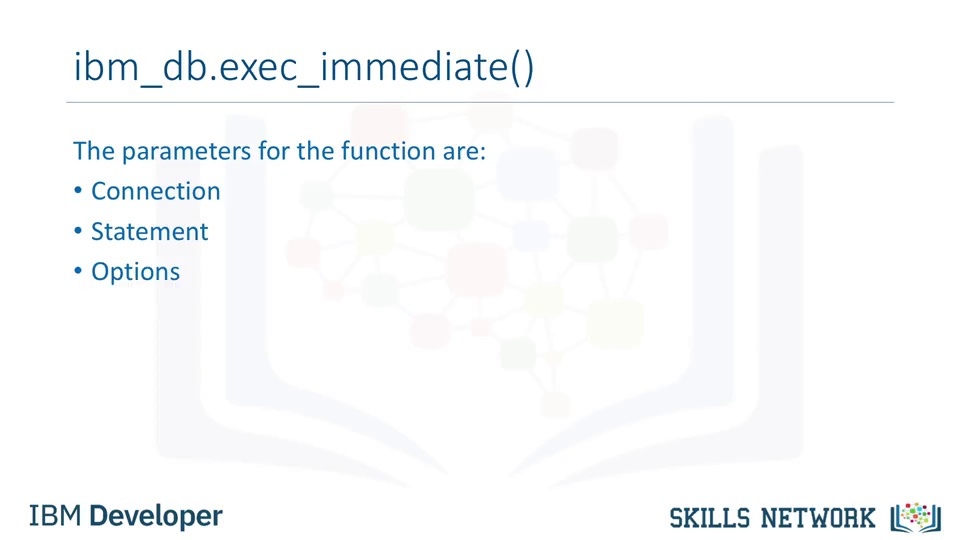 ibm_db.exec_immediate()
The parameters for the function are:
• Connection
• Statement
• Options
IBM Developer
SKILLS NETWORK